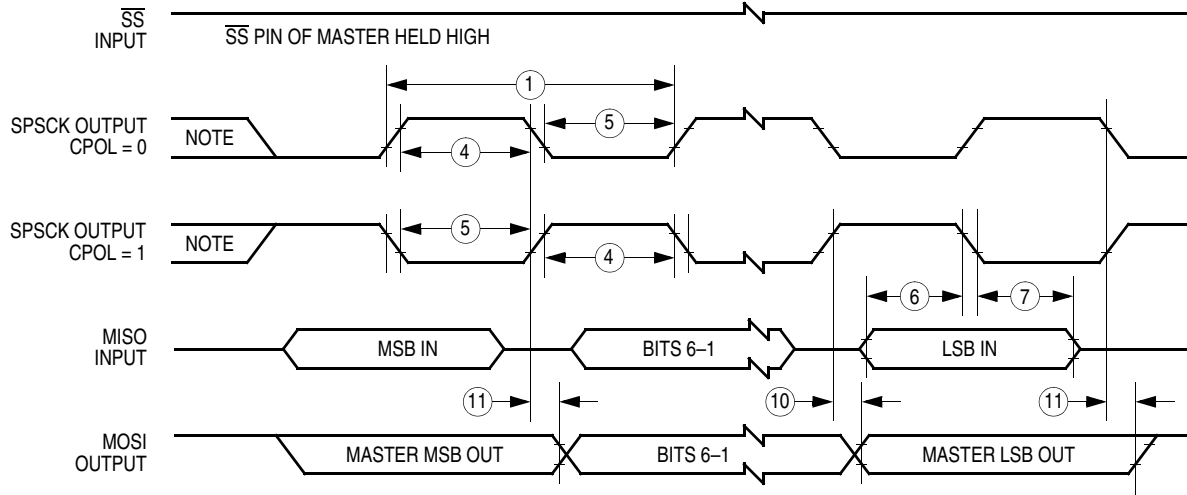 SS
INPUT
SS PIN OF MASTER HELD HIGH
1
SPSCK OUTPUT
CPOL = 0
NOTE
5
4
SPSCK OUTPUT
CPOL = 1
NOTE
5
4
6
7
MISO
INPUT
MSB IN
BITS 6–1
LSB IN
11
10
11
MOSI
OUTPUT
MASTER MSB OUT
BITS 6–1
MASTER LSB OUT